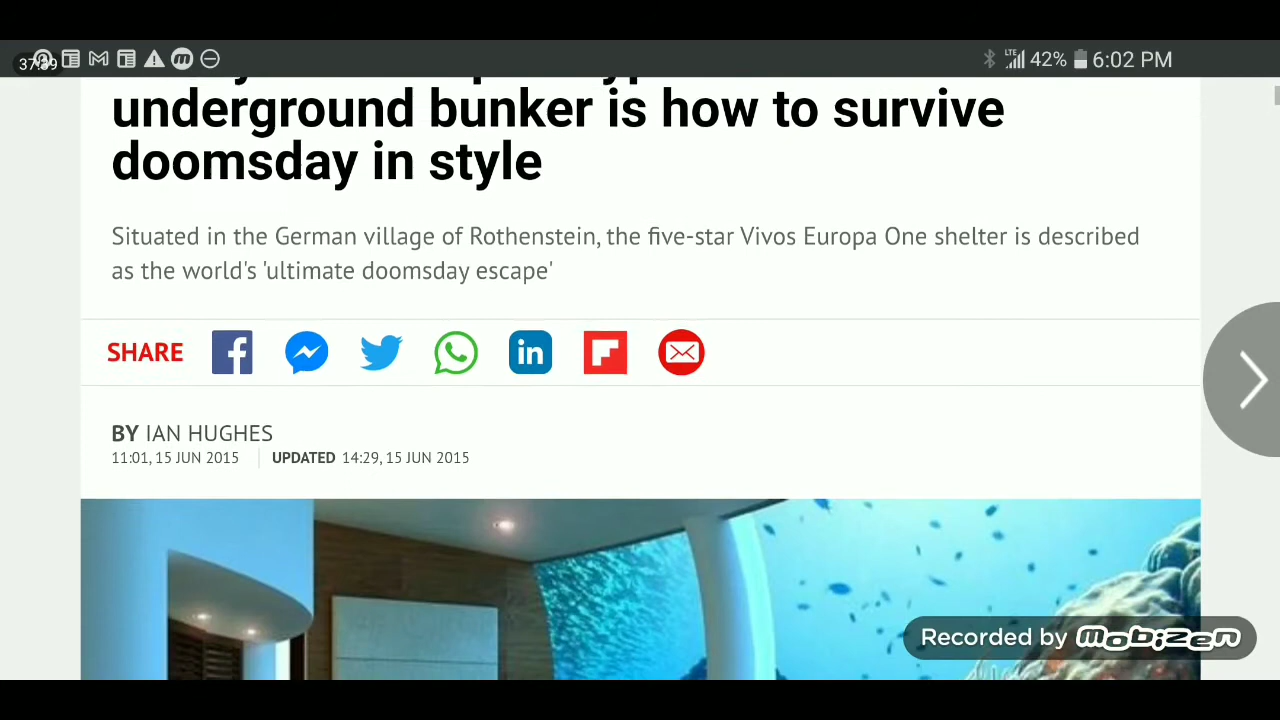 37:39
LTE 42% 6:02 PM
underground bunker is how to survive
doomsday in style
Situated in the German village of Rothenstein, the five-star Vivos Europa One shelter is described
as the world's 'ultimate doomsday escape'
SHARE
BY IAN HUGHES
11:01, 15 JUN 2015 UPDATED 14:29, 15 JUN 2015
Recorded by mobizen